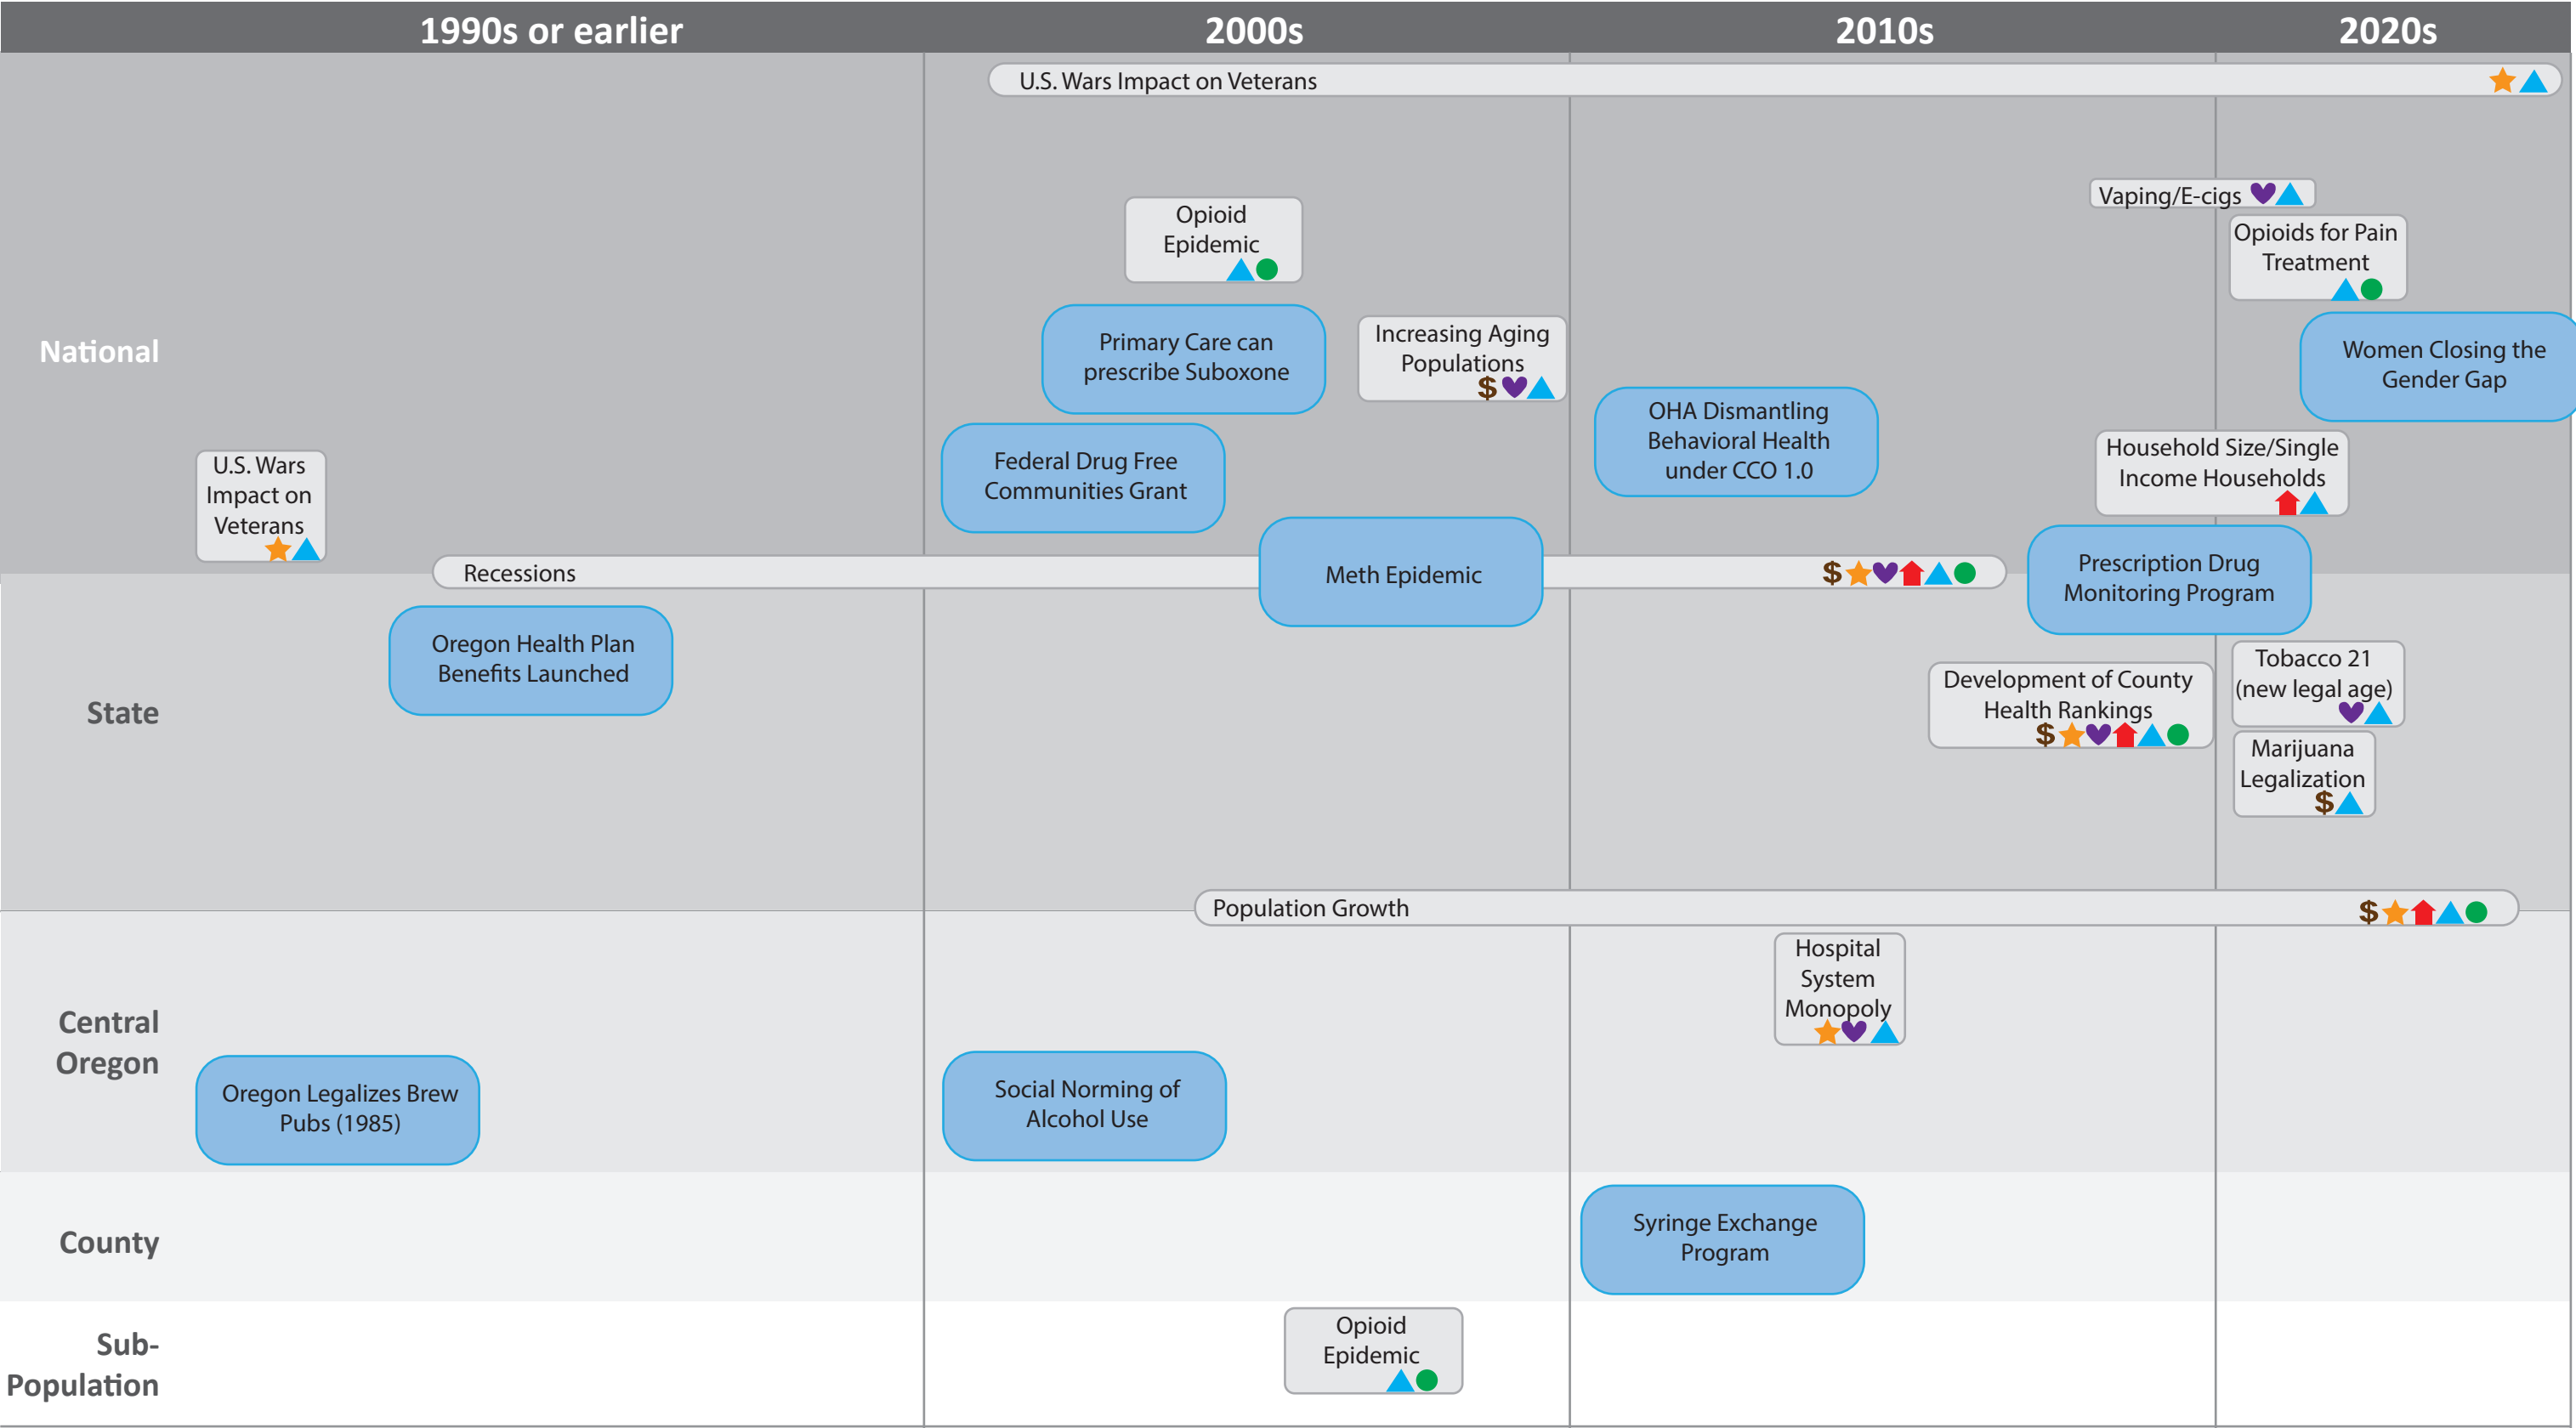 1990s or earlier
2000s
2010s
2020s
U.S. Wars Impact on Veterans
National
Vaping/E-cigs
Opioid
Epidemic
Opioids for Pain
Treatment
Primary Care can
prescribe Suboxone
Increasing Aging
Populations
$
Women Closing the
Gender Gap
OHA Dismantling
Behavioral Health
under CCO 1.0
Federal Drug Free
Communities Grant
Household Size/Single
Income Households
U.S. Wars
Impact on
Veterans
Recessions
$
Meth Epidemic
Prescription Drug
Monitoring Program
State
Oregon Health Plan
Benefits Launched
Development of County
Health Rankings
$
Tobacco 21
(new legal age)
Marijuana
Legalization
$
Population Growth
$
Central
Oregon
Hospital
System
Monopoly
Oregon Legalizes Brew
Pubs (1985)
Social Norming of
Alcohol Use
County
Syringe Exchange
Program
Sub-
Population
Opioid
Epidemic